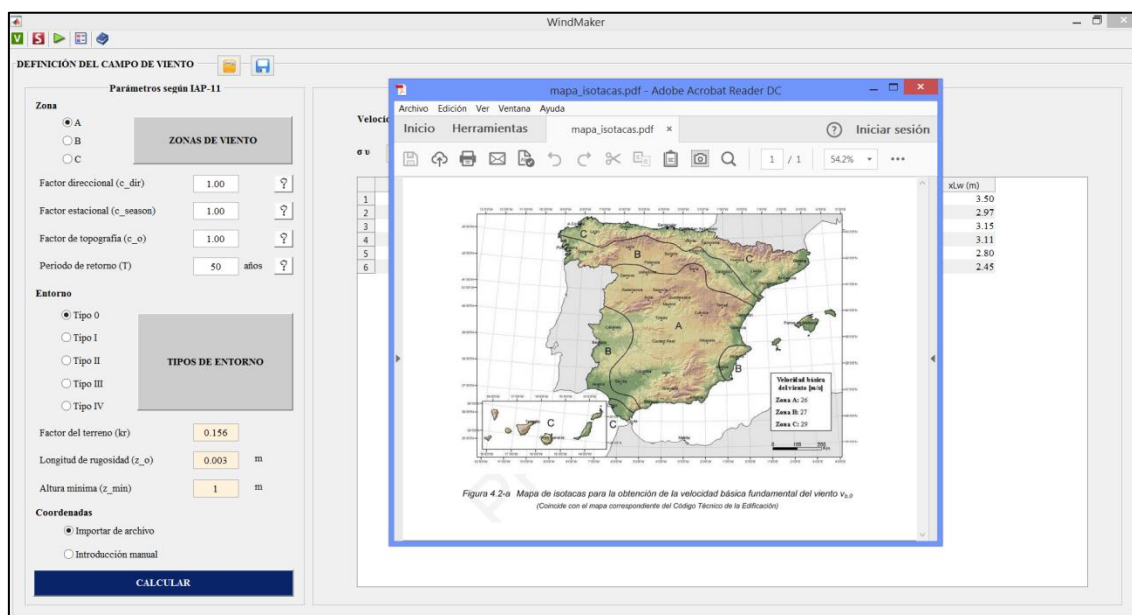 WindMaker
DEFINICIÓN DEL CAMPO DE VIENTO
Parámetros según IAP-11
Zona
A
B
C
ZONAS DE VIENTO
Factor direccional (c_dir) 1.00 ?
Factor estacional (c_season) 1.00 ?
Factor de topografía (c_o) 1.00 ?
Periodo de retorno (T) 50 años ?
Entorno
Tipo 0
Tipo I
Tipo II
Tipo III
Tipo IV
TIPOS DE ENTORNO
Factor del terreno (kr) 0.156
Longitud de rugosidad (z_o) 0.003 m
Altura mínima (z_min) 1 m
Coordenadas
Importar de archivo
Introducción manual
CALCULAR
Velocid
σ υ
1
2
3
4
5
6
xLw (m)
3.50
2.97
3.15
3.11
2.80
2.45
mapa_isotacas.pdf - Adobe Acrobat Reader DC
Archivo Edición Ver Ventana Ayuda
Inicio Herramientas mapa_isotacas.pdf × Iniciar sesión
1 / 1 54.2%
C
B
C
A
B
B
C
C
Velocidad básica
del viento [m/s]
Zona A: 26
Zona B: 27
Zona C: 29
Figura 4.2-a Mapa de isotacas para la obtención de la velocidad básica fundamental del viento vb,0
(Coincide con el mapa correspondiente del Código Técnico de la Edificación)